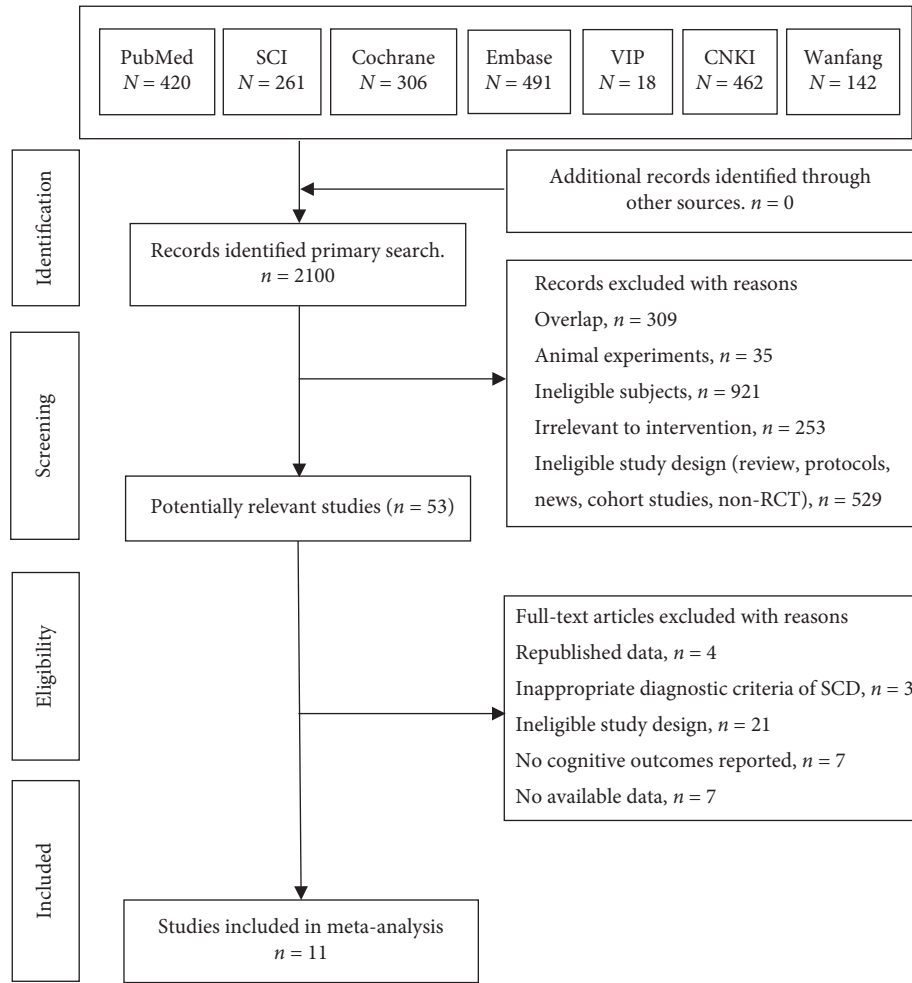 PubMed
N = 420
SCI
N = 261
Cochrane
N = 306
Embase
N = 491
VIP
N = 18
CNKI
N = 462
Wanfang
N = 142
Identification
Additional records identified through
other sources. n = 0
Records identified primary search.
n = 2100
Screening
Records excluded with reasons
Overlap, n = 309
Animal experiments, n = 35
Ineligible subjects, n = 921
Irrelevant to intervention, n = 253
Ineligible study design (review, protocols,
news, cohort studies, non-RCT), n = 529
Potentially relevant studies (n = 53)
Eligibility
Full-text articles excluded with reasons
Republished data, n = 4
Inappropriate diagnostic criteria of SCD, n = 3
Ineligible study design, n = 21
No cognitive outcomes reported, n = 7
No available data, n = 7
Included
Studies included in meta-analysis
n = 11